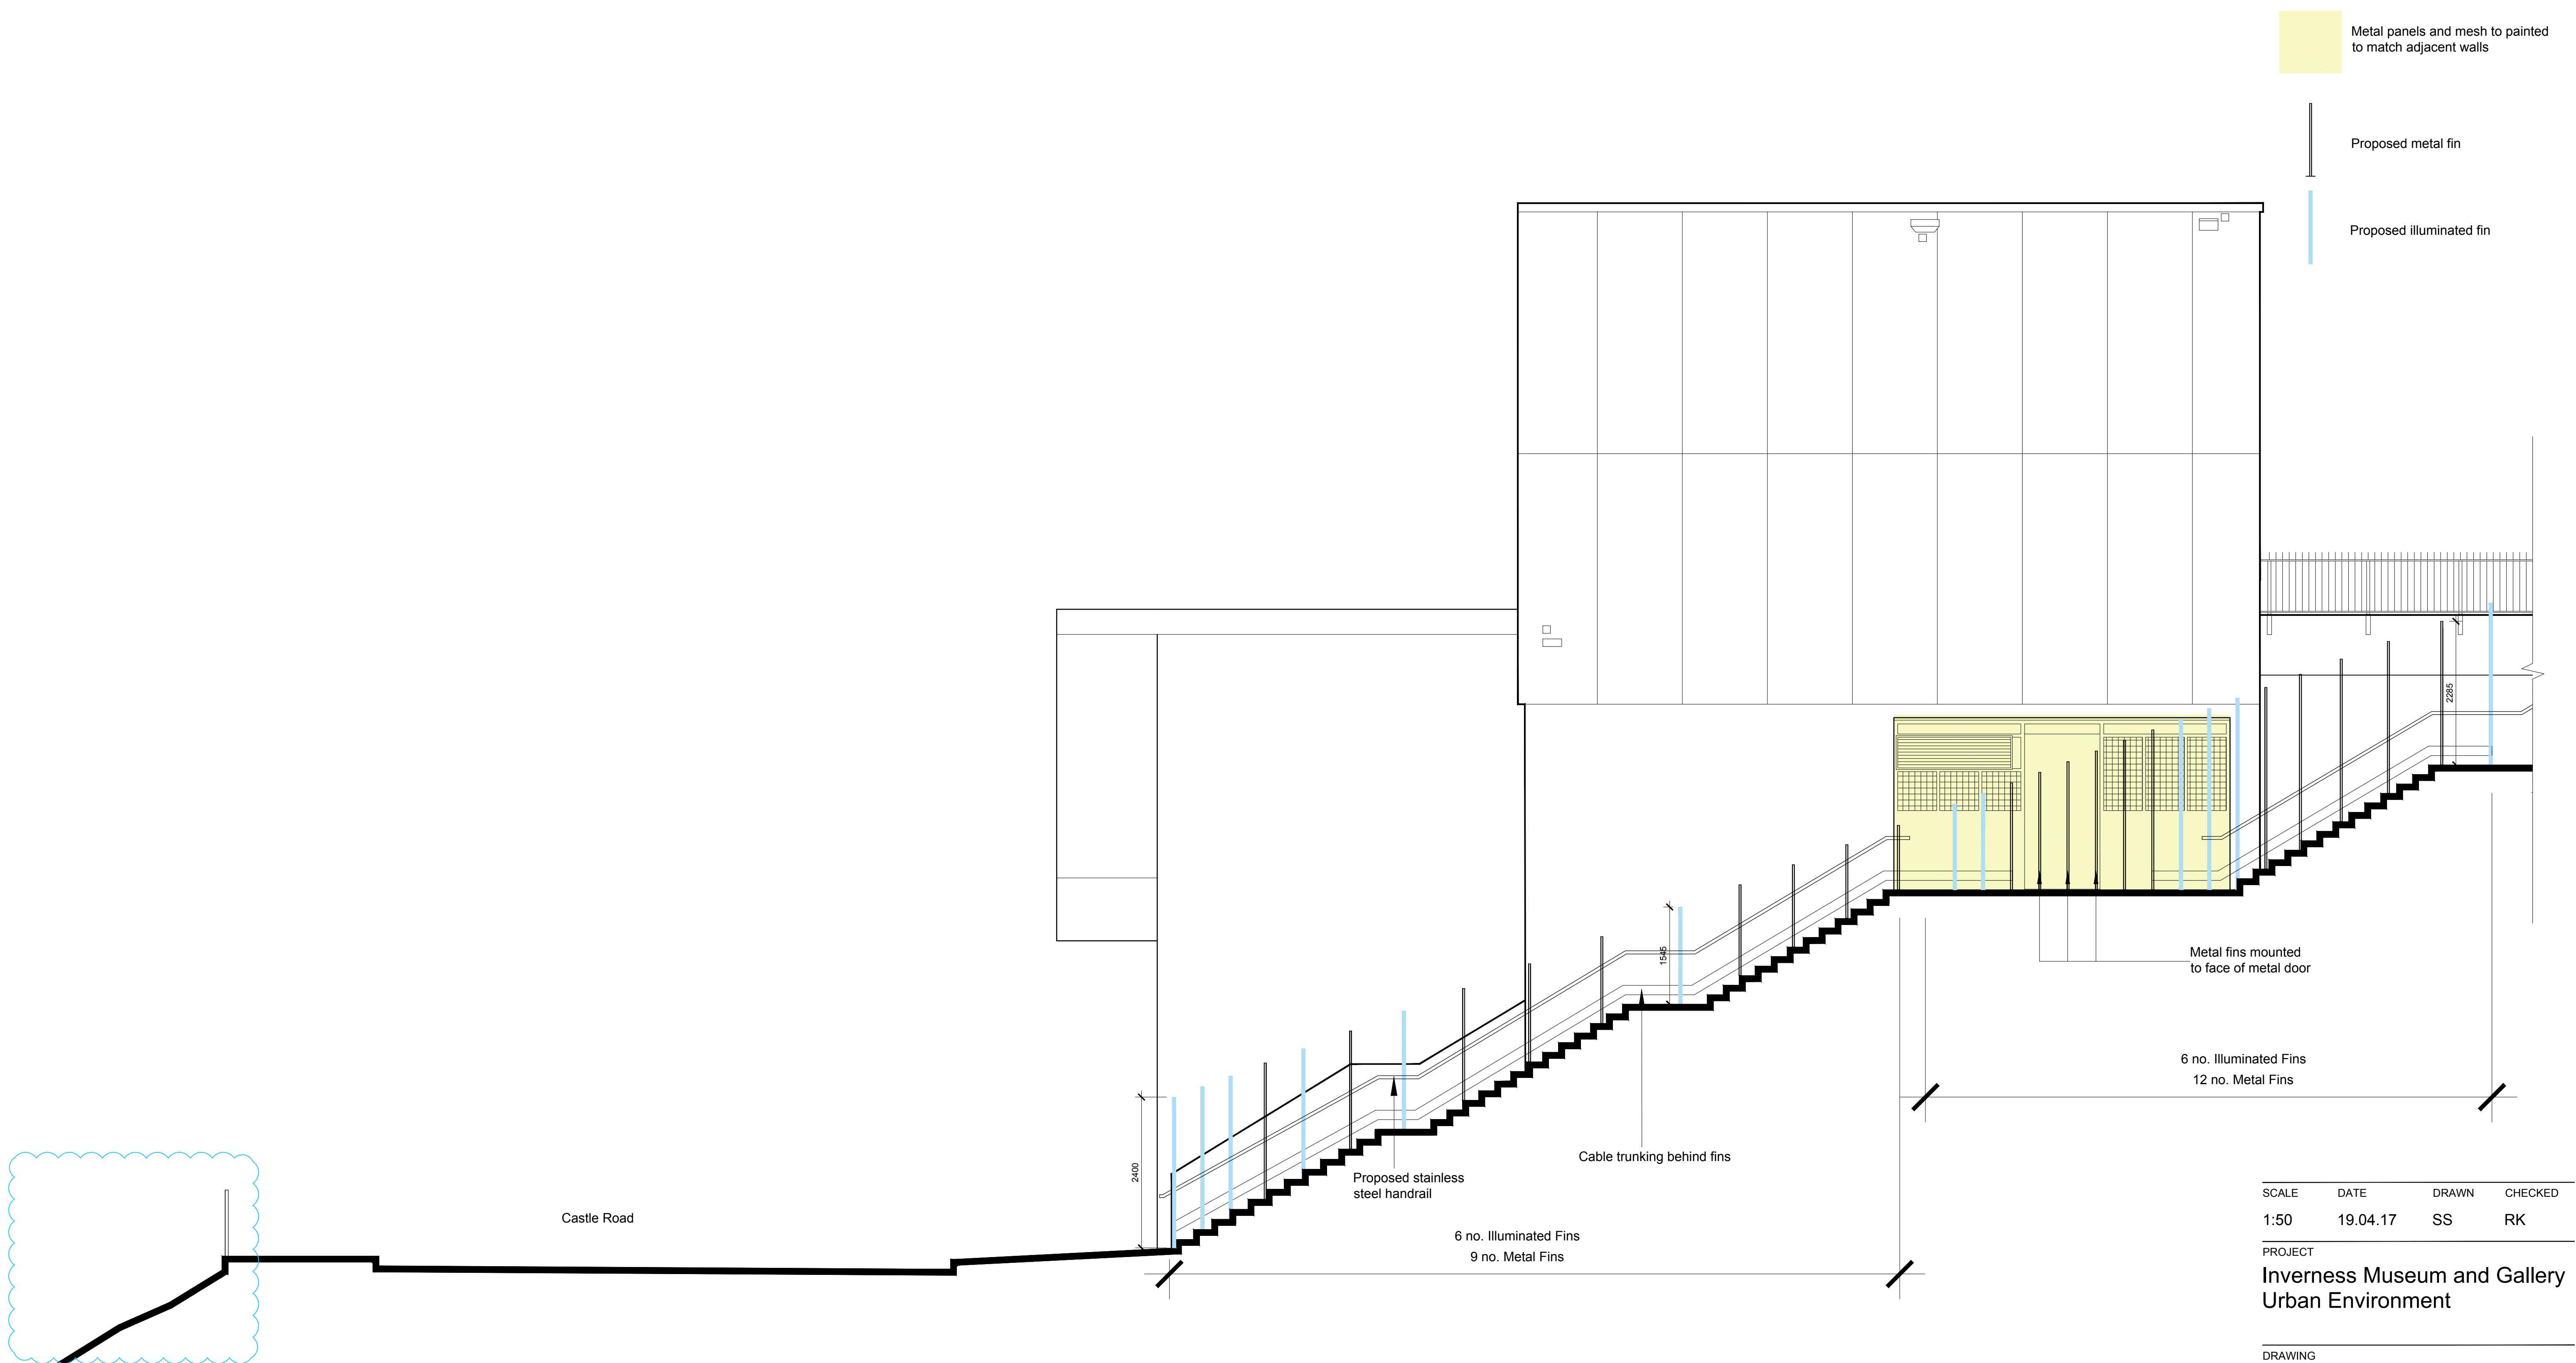 Metal panels and mesh to painted
to match adjacent walls
Proposed metal fin
Proposed illuminated fin
2285
1545
Metal fins mounted
to face of metal door
6 no. Illuminated Fins
12 no. Metal Fins
2400
Cable trunking behind fins
Proposed stainless
steel handrail
Castle Road
6 no. Illuminated Fins
9 no. Metal Fins
SCALE DATE DRAWN CHECKED
1:50 19.04.17 SS RK
PROJECT
Inverness Museum and Gallery
Urban Environment
DRAWING